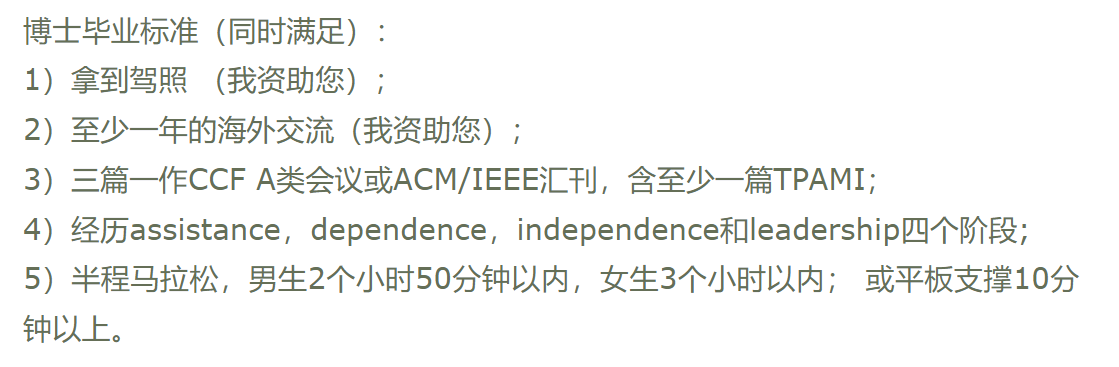 博士毕业标准（同时满足）：
1）拿到驾照 （我资助您）；
2）至少一年的海外交流（我资助您）；
3）三篇一作CCF A类会议或ACM/IEEE汇刊，含至少一篇TPAMI；
4）经历assistance，dependence，independence和leadership四个阶段；
5）半程马拉松，男生2个小时50分钟以内，女生3个小时以内； 或平板支撑10分
钟以上。